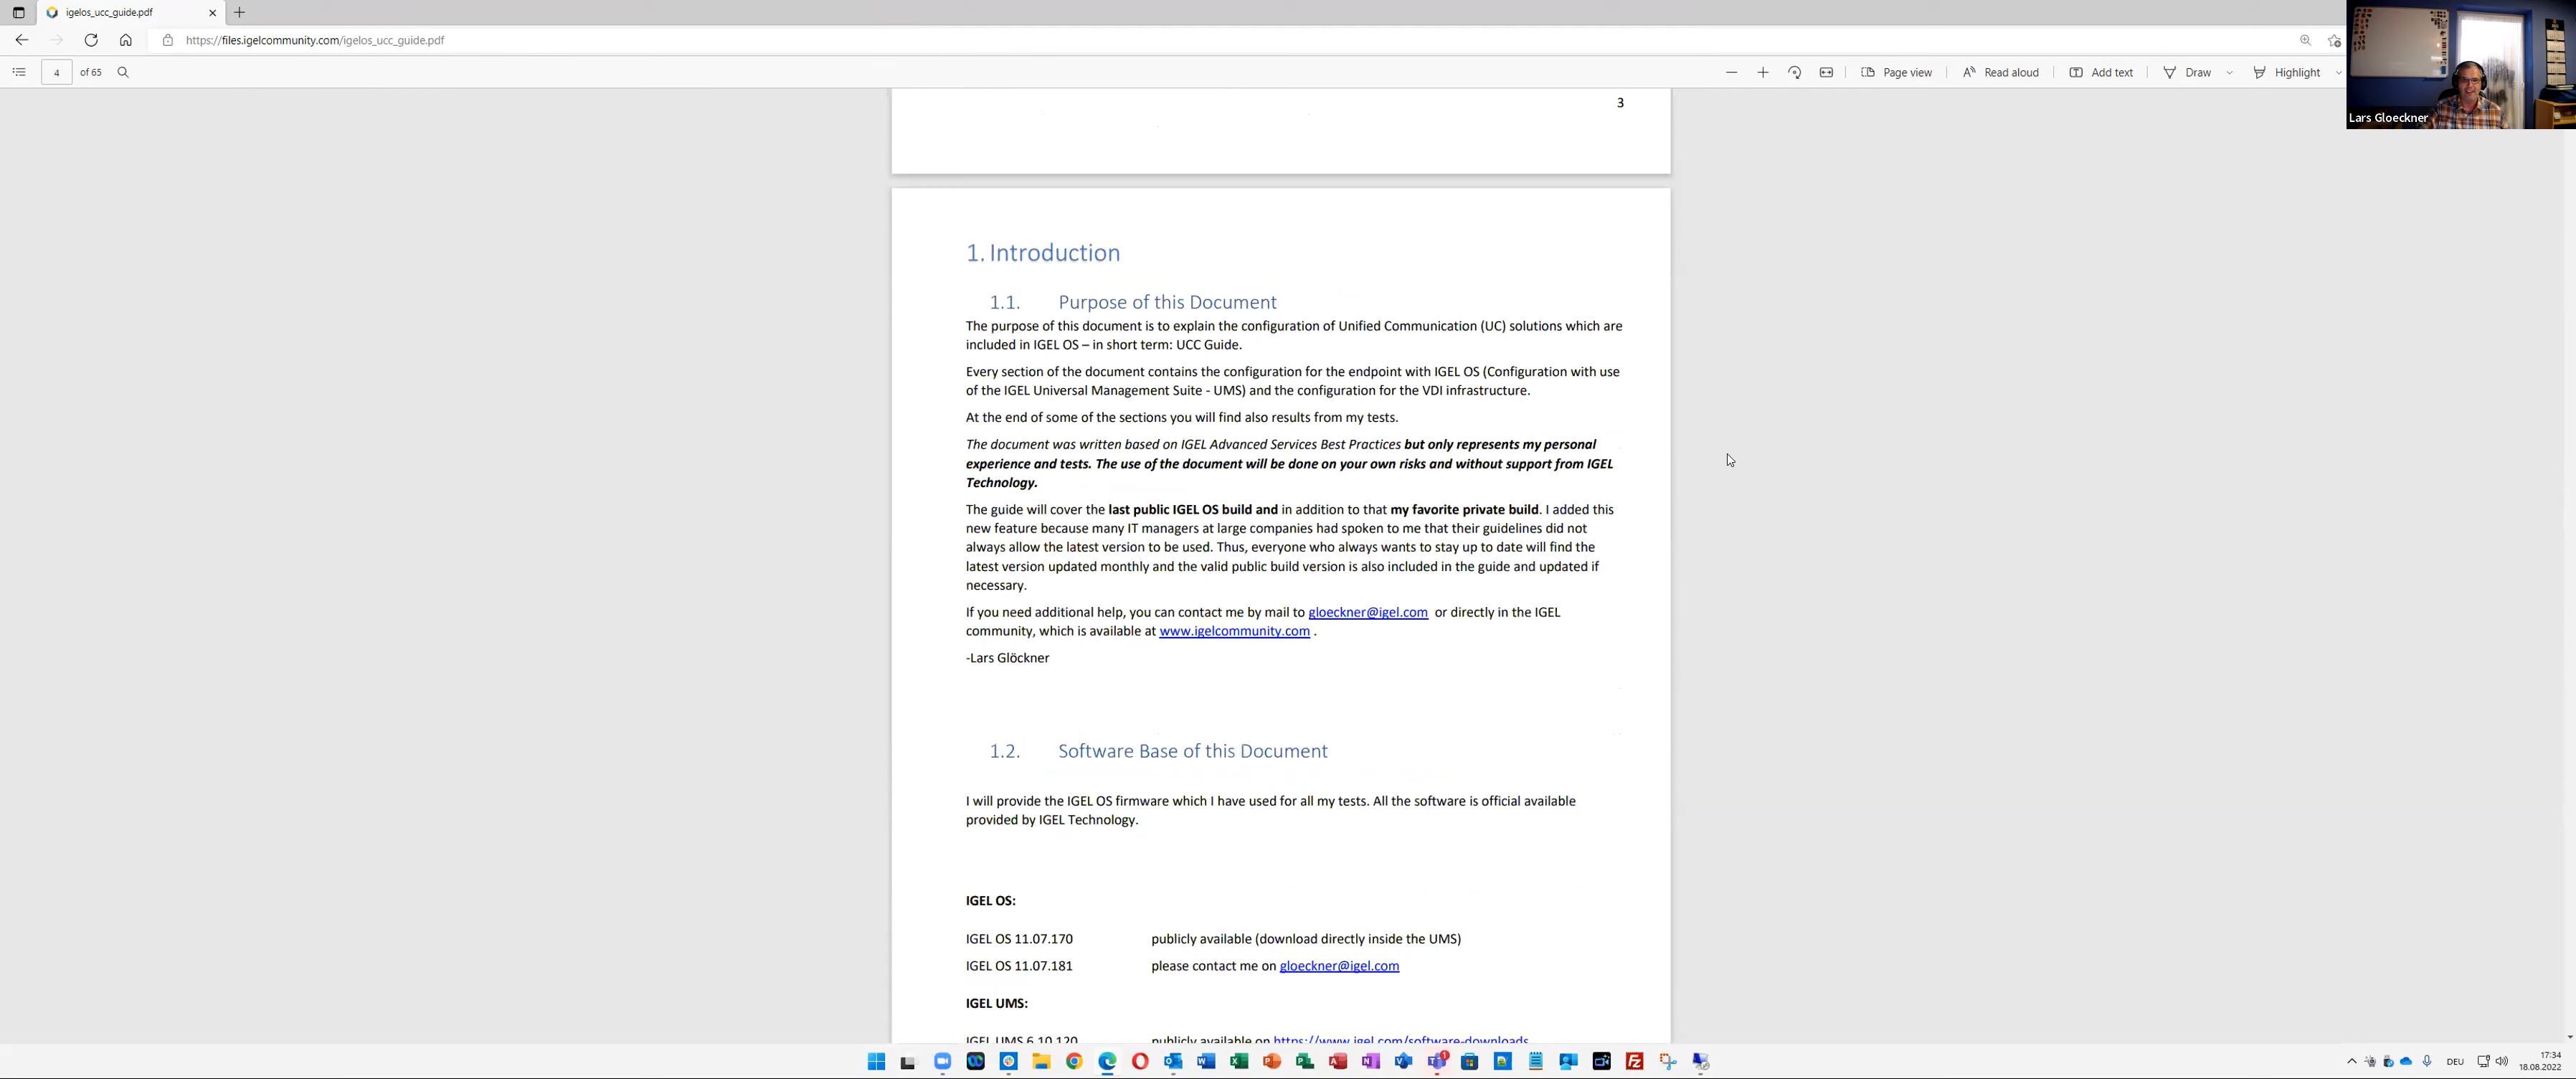 igelos_ucc_guide.pdf
https://files.igelcommunity.com/igelos_ucc_guide.pdf
4 of 65
Page view
Read aloud
Add text
Draw
Highlight
Lars Gloeckner
3
1. Introduction
1.1. Purpose of this Document
The purpose of this document is to explain the configuration of Unified Communication (UC) solutions which are
included in IGEL OS – in short term: UCC Guide.
Every section of the document contains the configuration for the endpoint with IGEL OS (Configuration with use
of the IGEL Universal Management Suite - UMS) and the configuration for the VDI infrastructure.
At the end of some of the sections you will find also results from my tests.
The document was written based on IGEL Advanced Services Best Practices but only represents my personal
experience and tests. The use of the document will be done on your own risks and without support from IGEL
Technology.
The guide will cover the last public IGEL OS build and in addition to that my favorite private build. I added this
new feature because many IT managers at large companies had spoken to me that their guidelines did not
always allow the latest version to be used. Thus, everyone who always wants to stay up to date will find the
latest version updated monthly and the valid public build version is also included in the guide and updated if
necessary.
If you need additional help, you can contact me by mail to gloeckner@igel.com or directly in the IGEL
community, which is available at www.igelcommunity.com .
-Lars Glöckner
1.2. Software Base of this Document
I will provide the IGEL OS firmware which I have used for all my tests. All the software is official available
provided by IGEL Technology.
IGEL OS:
IGEL OS 11.07.170 publicly available (download directly inside the UMS)
IGEL OS 11.07.181 please contact me on gloeckner@igel.com
IGEL UMS:
IGEL UMS 6.10.120 publicly available on https://www.igel.com/software-downloads
DEU
17:34
18.08.2022